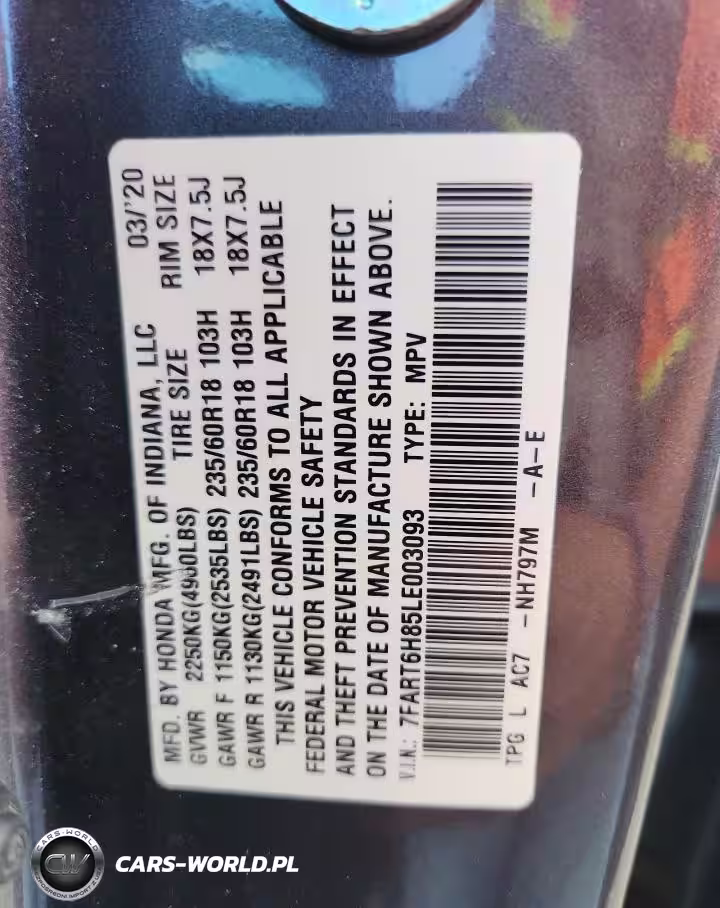 MFD. BY HONDA MFG. OF INDIANA, LLC 03/'20
GVWR 2250KG(4960LBS) TIRE SIZE RIM SIZE
GAWR F 1150KG(2535LBS) 235/60R18 103H 18X7.5J
GAWR R 1130KG(2491LBS) 235/60R18 103H 18X7.5J
THIS VEHICLE CONFORMS TO ALL APPLICABLE
FEDERAL MOTOR VEHICLE SAFETY
AND THEFT PREVENTION STANDARDS IN EFFECT
ON THE DATE OF MANUFACTURE SHOWN ABOVE.
V.I.N.: 7FART6H85LE003093 TYPE: MPV
TPG L AC7 -NH797M -A-E
CARS-WORLD
CW
CARS-WORLD.PL